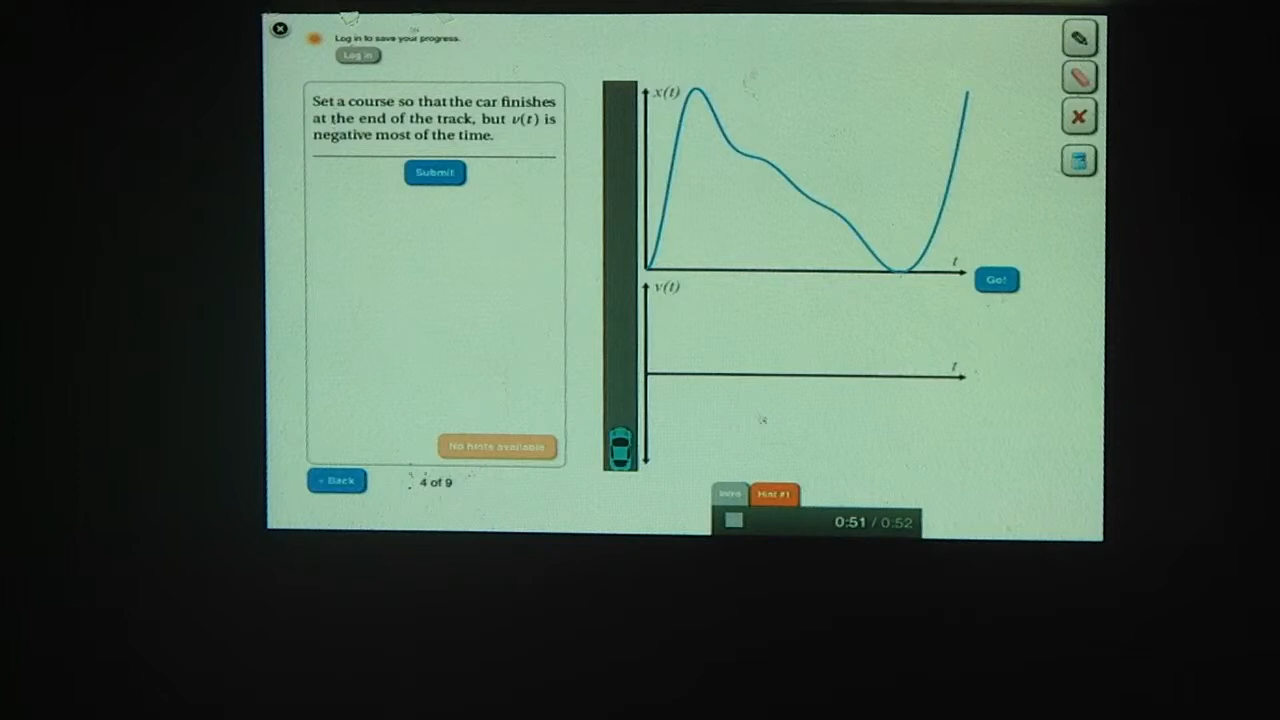 Log in to save your progress.
Log in
Set a course so that the car finishes
at the end of the track, but v(t) is
negative most of the time.
Submit
No hints available
‹ Back
4 of 9
x(t)
t
Go!
v(t)
t
Intro
Hint #1
0:51 / 0:52